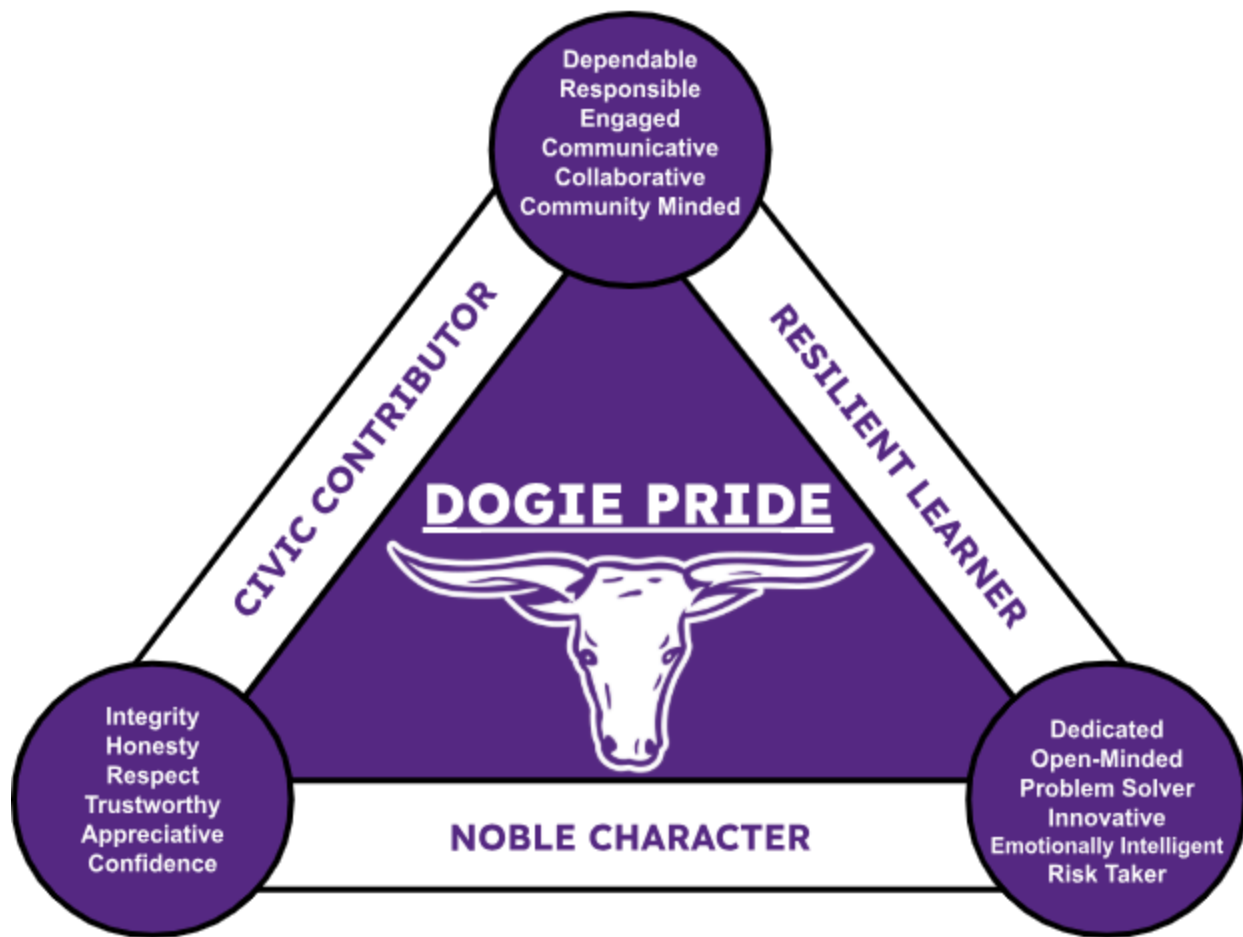 Dependable
Responsible
Engaged
Communicative
Collaborative
Community Minded
CIVIC CONTRIBUTOR
RESILIENT LEARNER
DOGIE PRIDE
Integrity
Honesty
Respect
Trustworthy
Appreciative
Confidence
NOBLE CHARACTER
Dedicated
Open-Minded
Problem Solver
Innovative
Emotionally Intelligent
Risk Taker